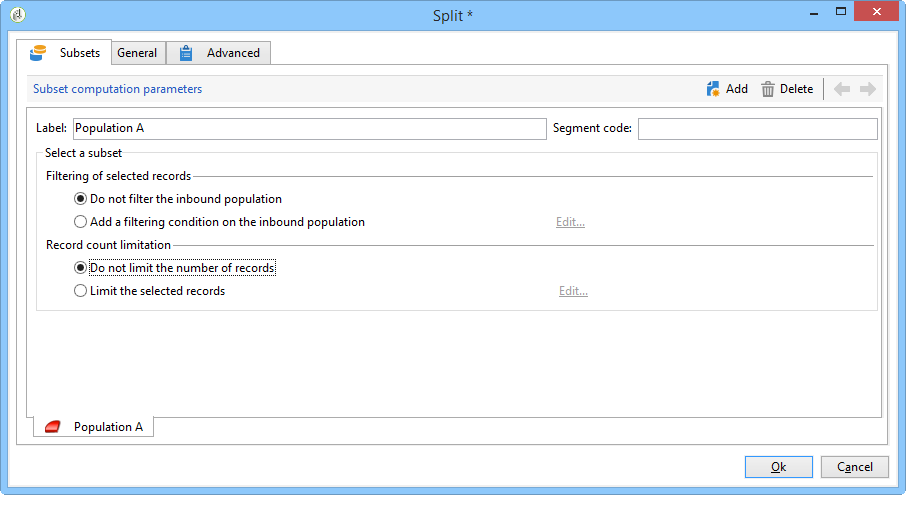 Split *
Subsets General Advanced
Subset computation parameters Add Delete
Label: Population A Segment code:
Select a subset
Filtering of selected records
Do not filter the inbound population
Add a filtering condition on the inbound population Edit...
Record count limitation
Do not limit the number of records
Limit the selected records Edit...
Population A
Ok Cancel